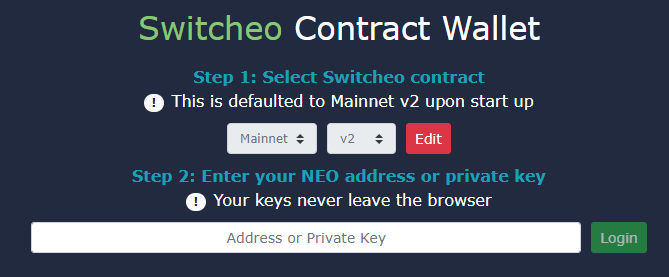 Switcheo Contract Wallet
Step 1: Select Switcheo contract
! This is defaulted to Mainnet v2 upon start up
Mainnet v2 Edit
Step 2: Enter your NEO address or private key
! Your keys never leave the browser
Address or Private Key Login